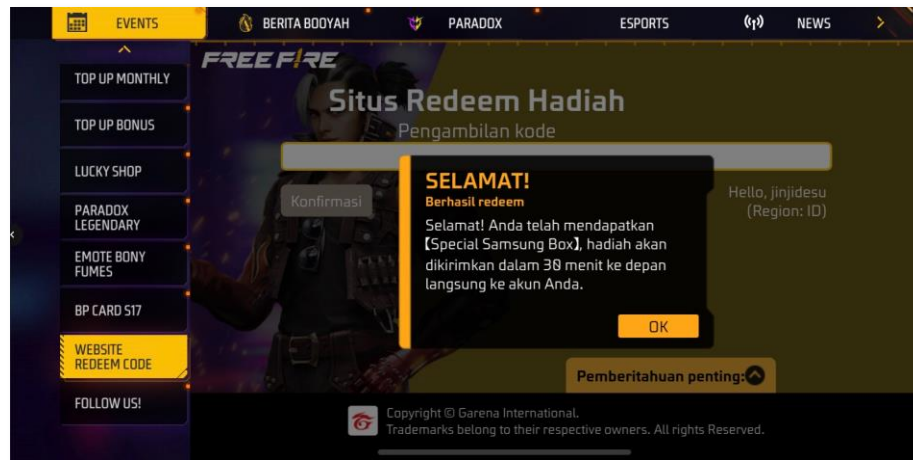 EVENTS
BERITA BOOYAH
PARADOX
ESPORTS
NEWS
TOP UP MONTHLY
TOP UP BONUS
LUCKY SHOP
PARADOX
LEGENDARY
EMOTE BONY
FUMES
BP CARD S17
WEBSITE
REDEEM CODE
FOLLOW US!
FREE FIRE
Situs Redeem Hadiah
Pengambilan kode
Konfirmasi
Hello, jinjidesu
(Region: ID)
SELAMAT!
Berhasil redeem
Selamat! Anda telah mendapatkan
【Special Samsung Box】, hadiah akan
dikirimkan dalam 30 menit ke depan
langsung ke akun Anda.
OK
Pemberitahuan penting:
Copyright © Garena International.
Trademarks belong to their respective owners. All rights Reserved.